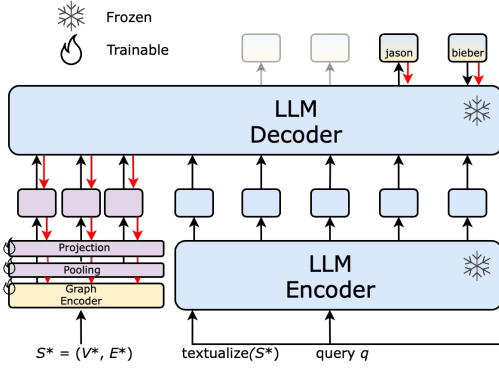 Frozen
Trainable
jason
bieber
LLM
Decoder
Projection
Pooling
Graph
Encoder
LLM
Encoder
S* = (V*, E*)
textualize(S*)
query q